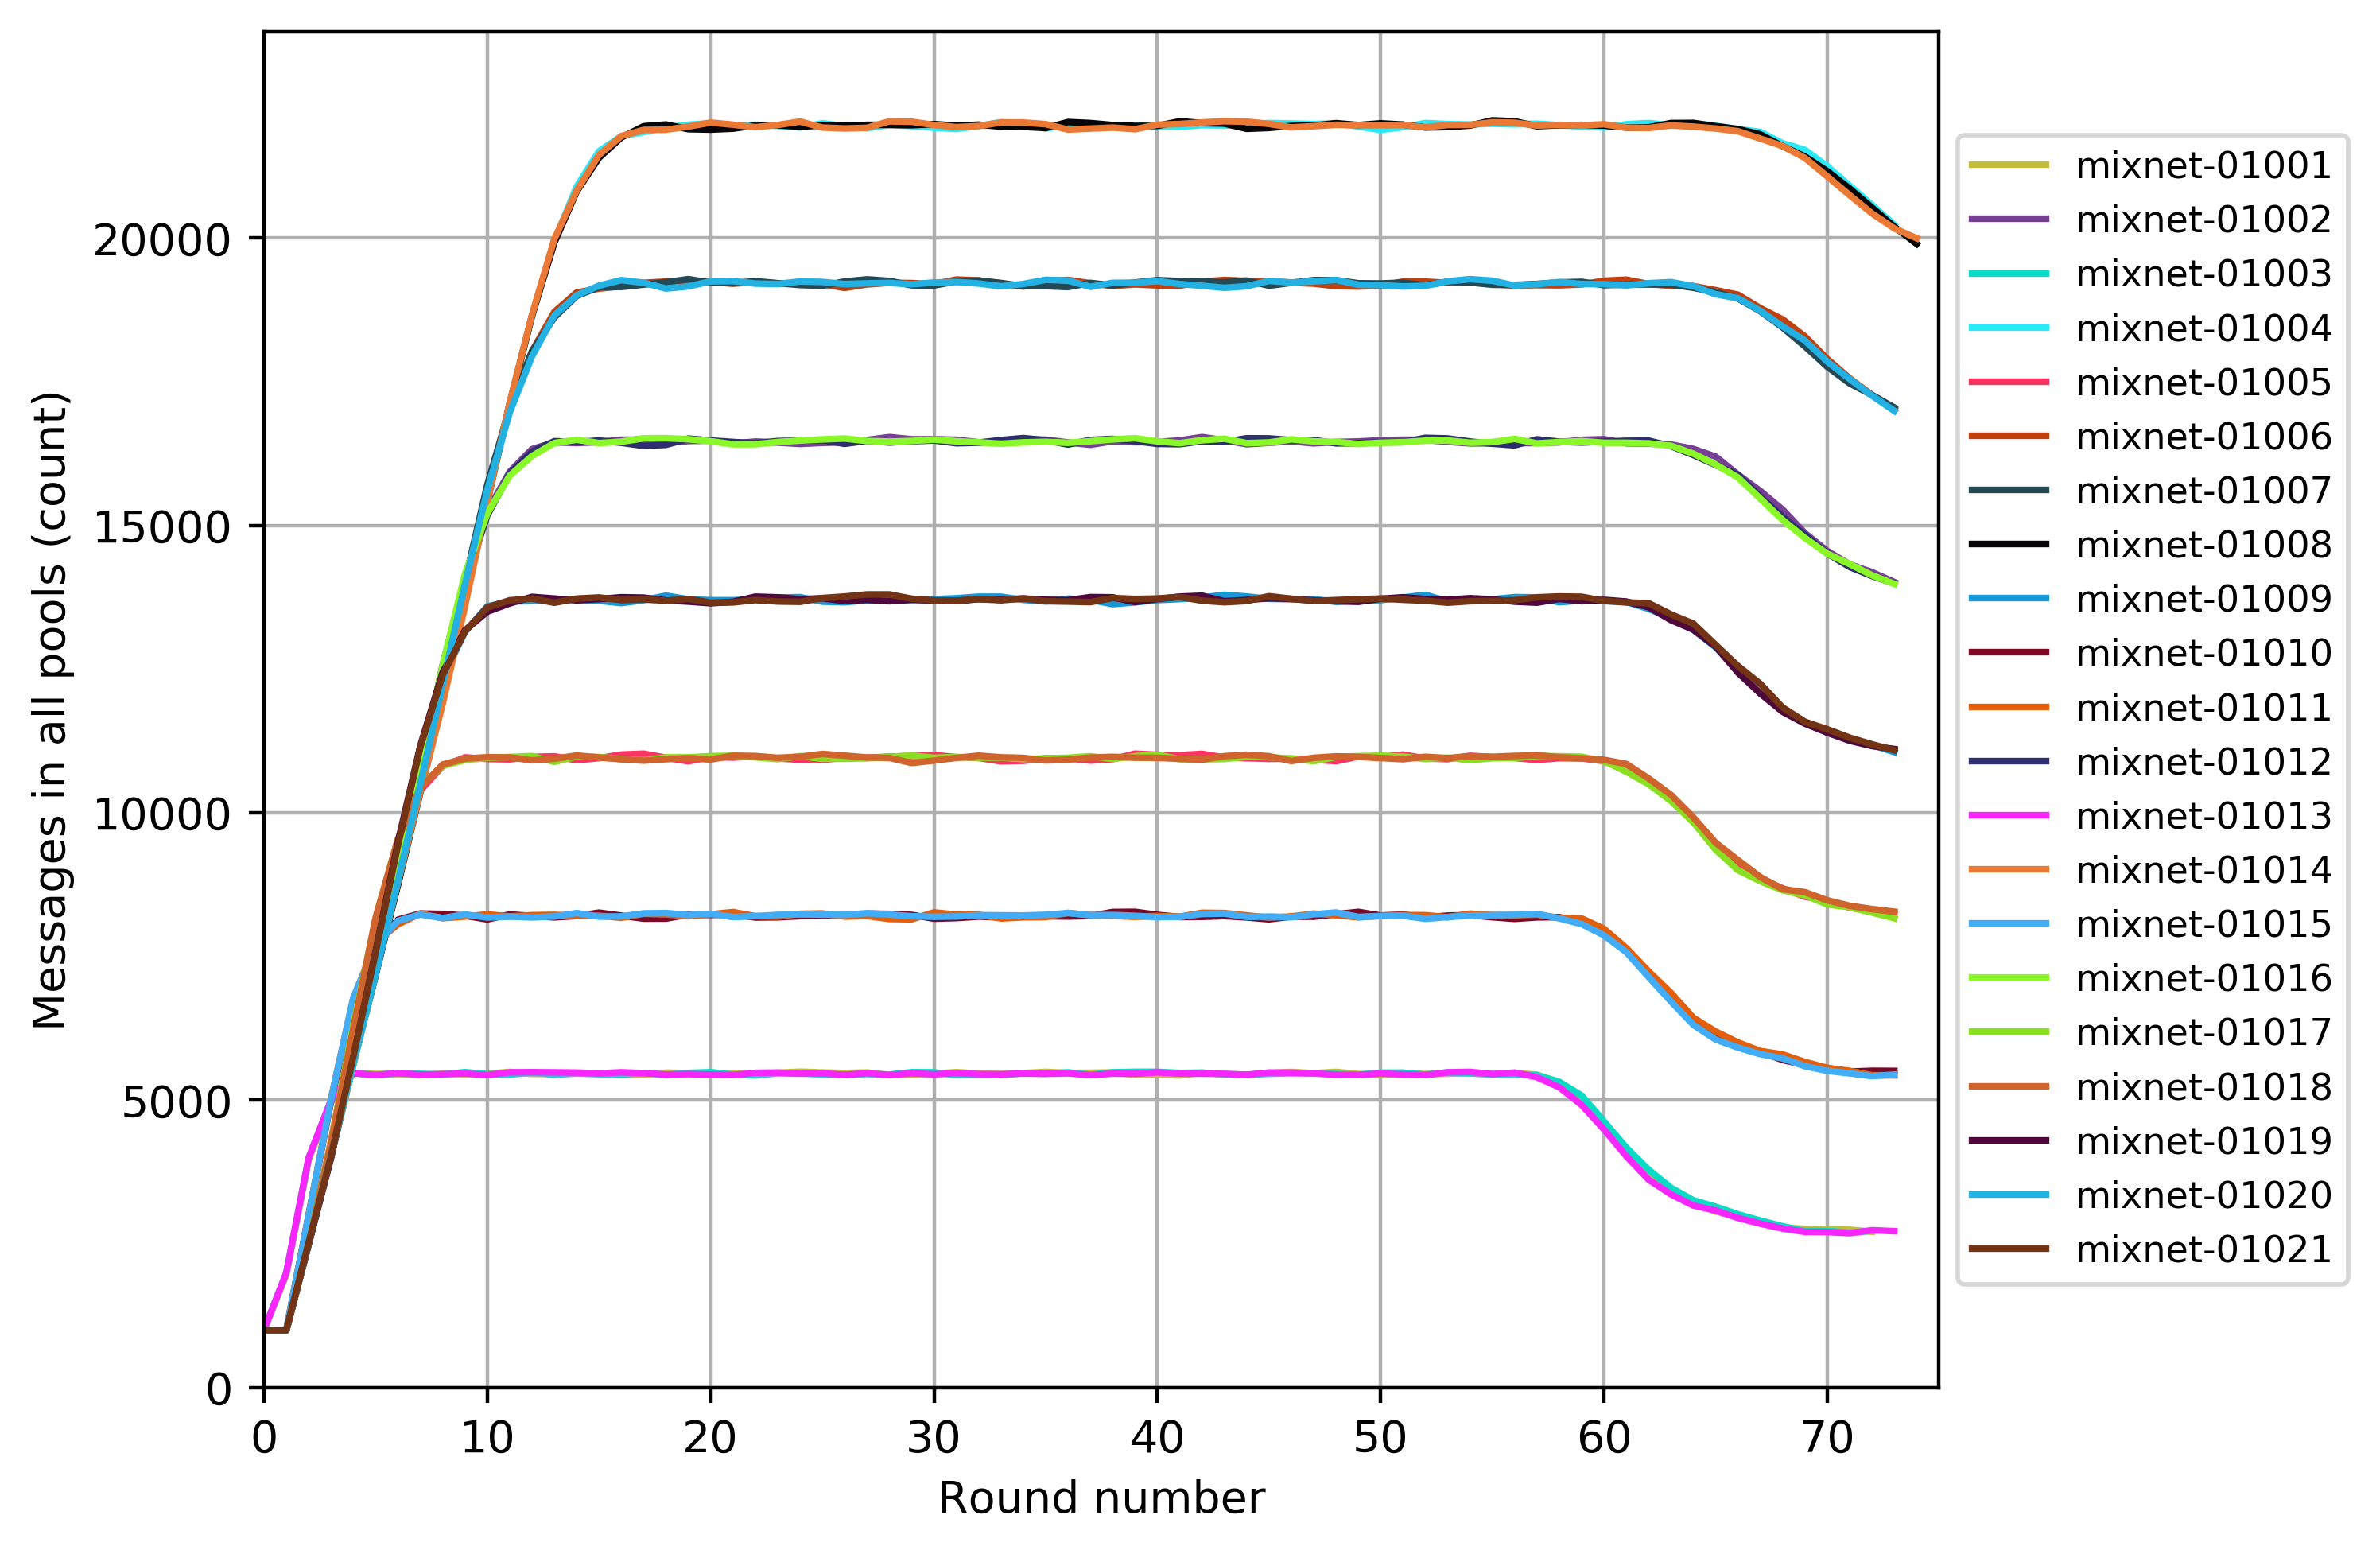 Messages in all pools (count)
20000
15000
10000
5000
0
0 10 20 30 40 50 60 70
Round number
mixnet-01001
mixnet-01002
mixnet-01003
mixnet-01004
mixnet-01005
mixnet-01006
mixnet-01007
mixnet-01008
mixnet-01009
mixnet-01010
mixnet-01011
mixnet-01012
mixnet-01013
mixnet-01014
mixnet-01015
mixnet-01016
mixnet-01017
mixnet-01018
mixnet-01019
mixnet-01020
mixnet-01021